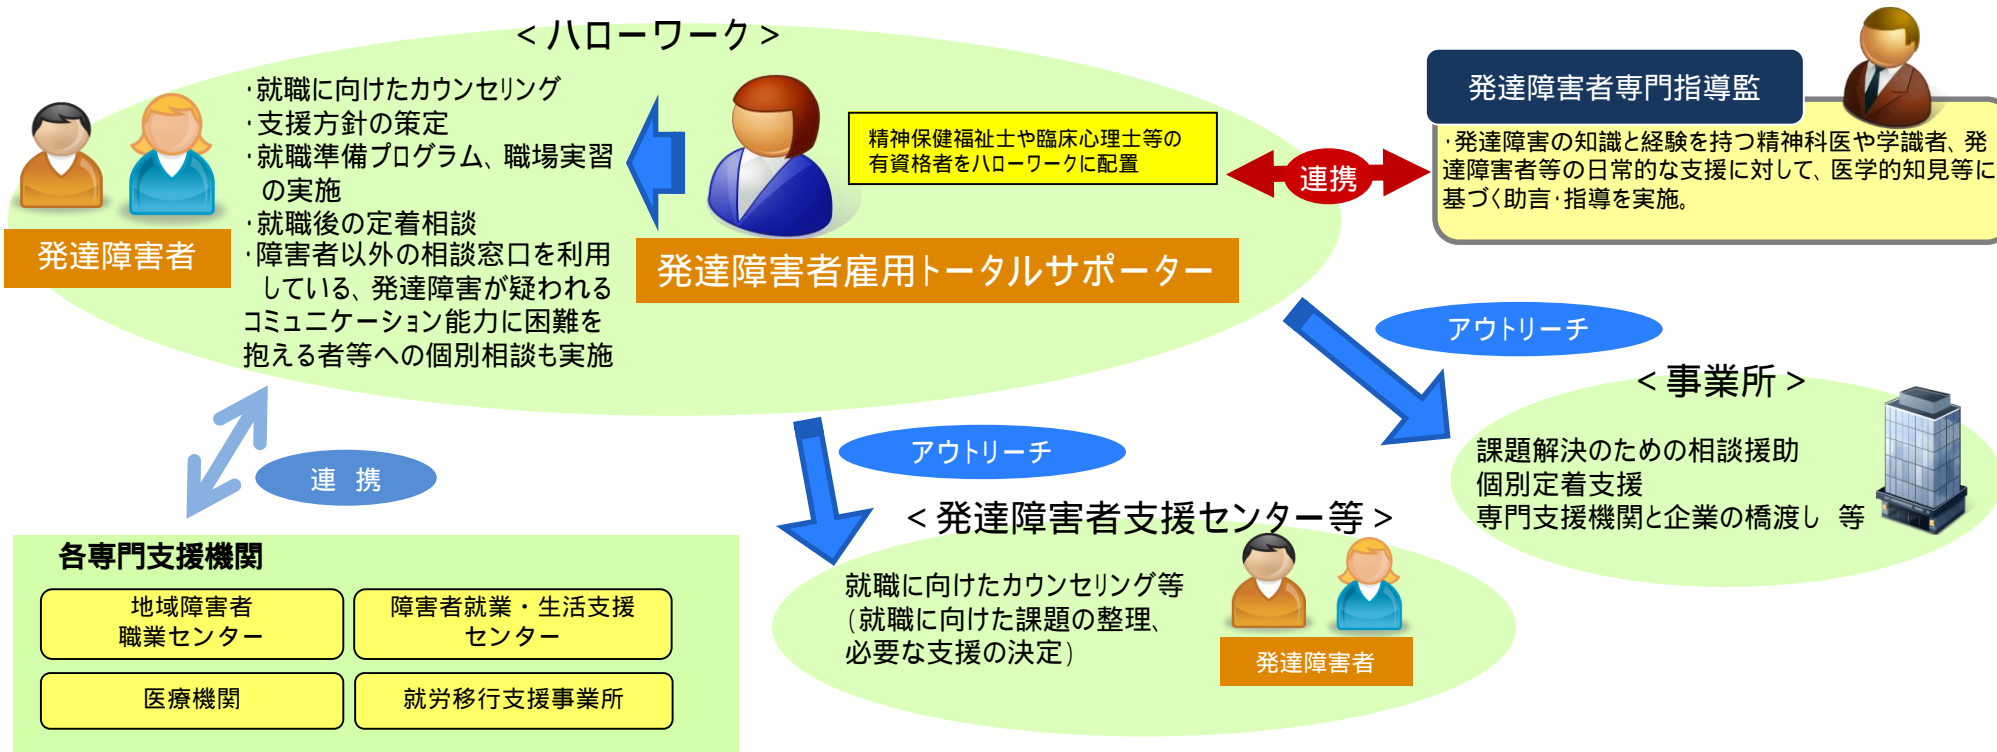 ＜ハローワーク＞
・就職に向けたカウンセリング
・支援方針の策定
・就職準備プログラム、職場実習
の実施
・就職後の定着相談
・障害者以外の相談窓口を利用
している、発達障害が疑われる
コミュニケーション能力に困難を
抱える者等への個別相談も実施
発達障害者
精神保健福祉士や臨床心理士等の
有資格者をハローワークに配置
発達障害者雇用トータルサポーター
連携
発達障害者専門指導監
・発達障害の知識と経験を持つ精神科医や学識者、発
達障害者等の日常的な支援に対して、医学的知見等に
基づく助言・指導を実施。
アウトリーチ
＜事業所＞
課題解決のための相談援助
個別定着支援
専門支援機関と企業の橋渡し　等
アウトリーチ
＜発達障害者支援センター等＞
就職に向けたカウンセリング等
（就職に向けた課題の整理、
必要な支援の決定）
発達障害者
連　携
各専門支援機関
地域障害者
職業センター
障害者就業・生活支援
センター
医療機関
就労移行支援事業所